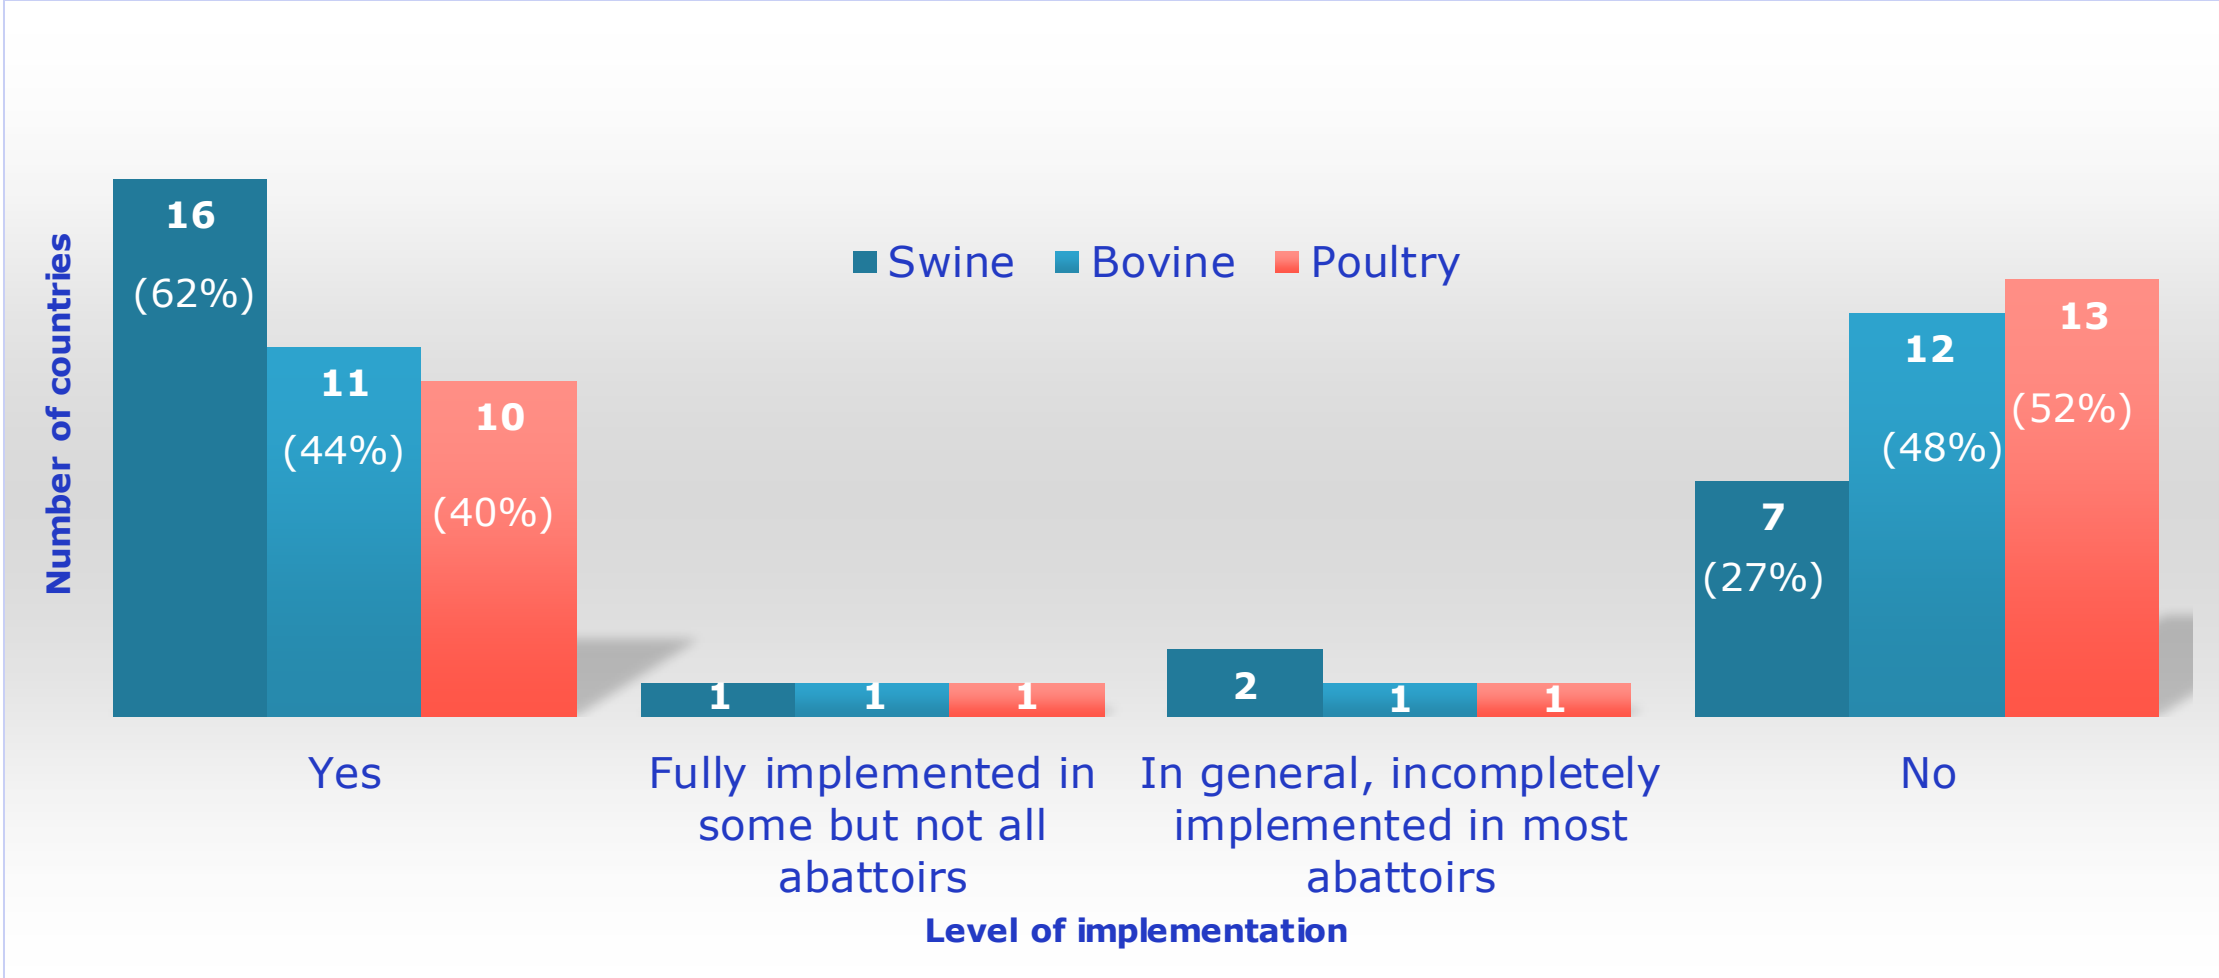 Number of countries
Swine Bovine Poultry
16
(62%)
11
(44%)
10
(40%)
1
1
1
2
1
1
7
(27%)
12
(48%)
13
(52%)
Yes
Fully implemented in
some but not all
abattoirs
In general, incompletely
implemented in most
abattoirs
No
Level of implementation